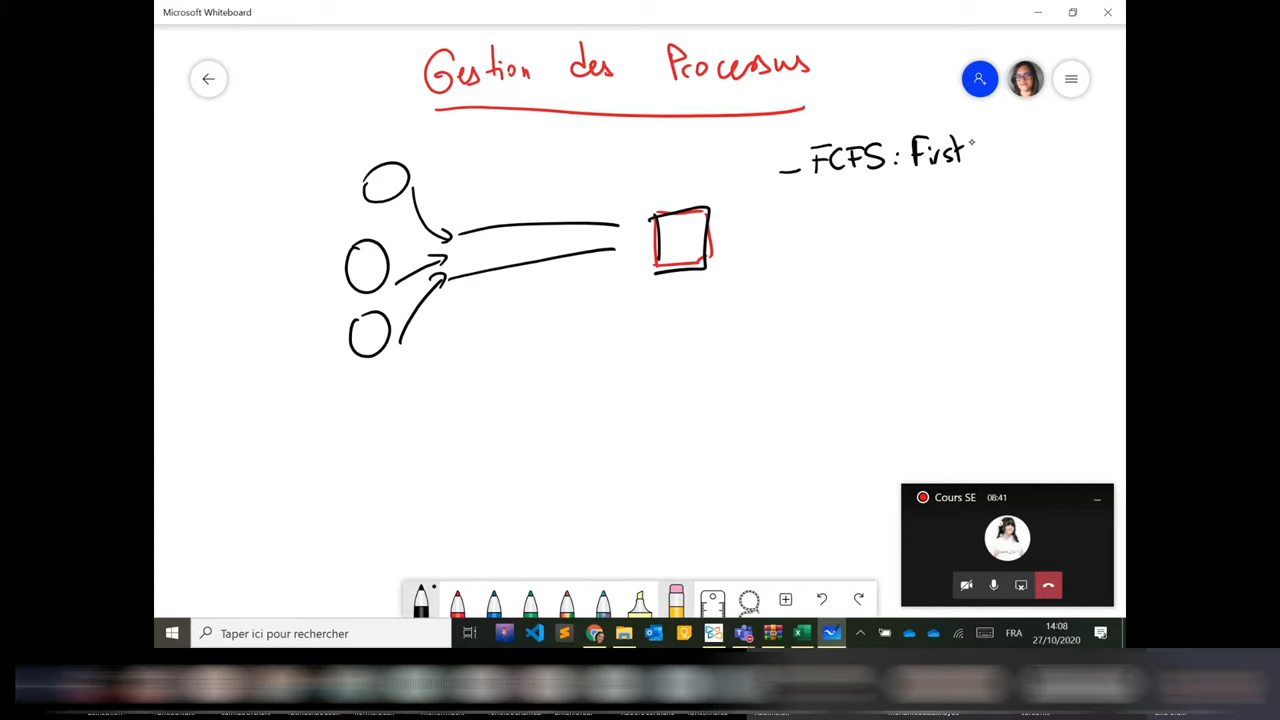 Microsoft Whiteboard
Gestion des Processus
_ FCFS : First
Cours SE 08:41
Taper ici pour rechercher
FRA
14:08
27/10/2020